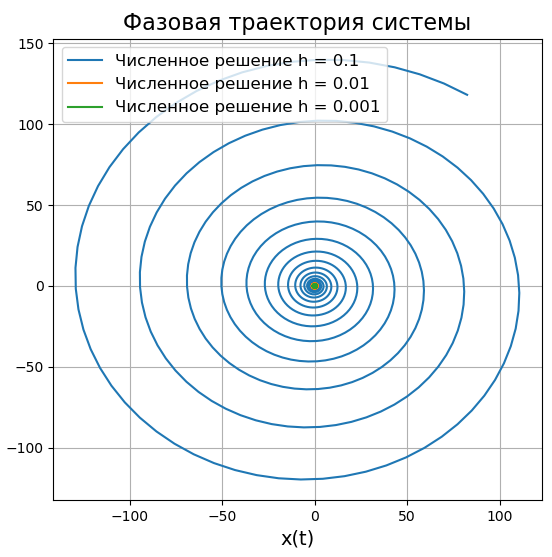 Фазовая траектория системы
Численное решение h = 0.1
Численное решение h = 0.01
Численное решение h = 0.001
150
100
50
0
−50
−100
−100 −50 0 50 100
x(t)